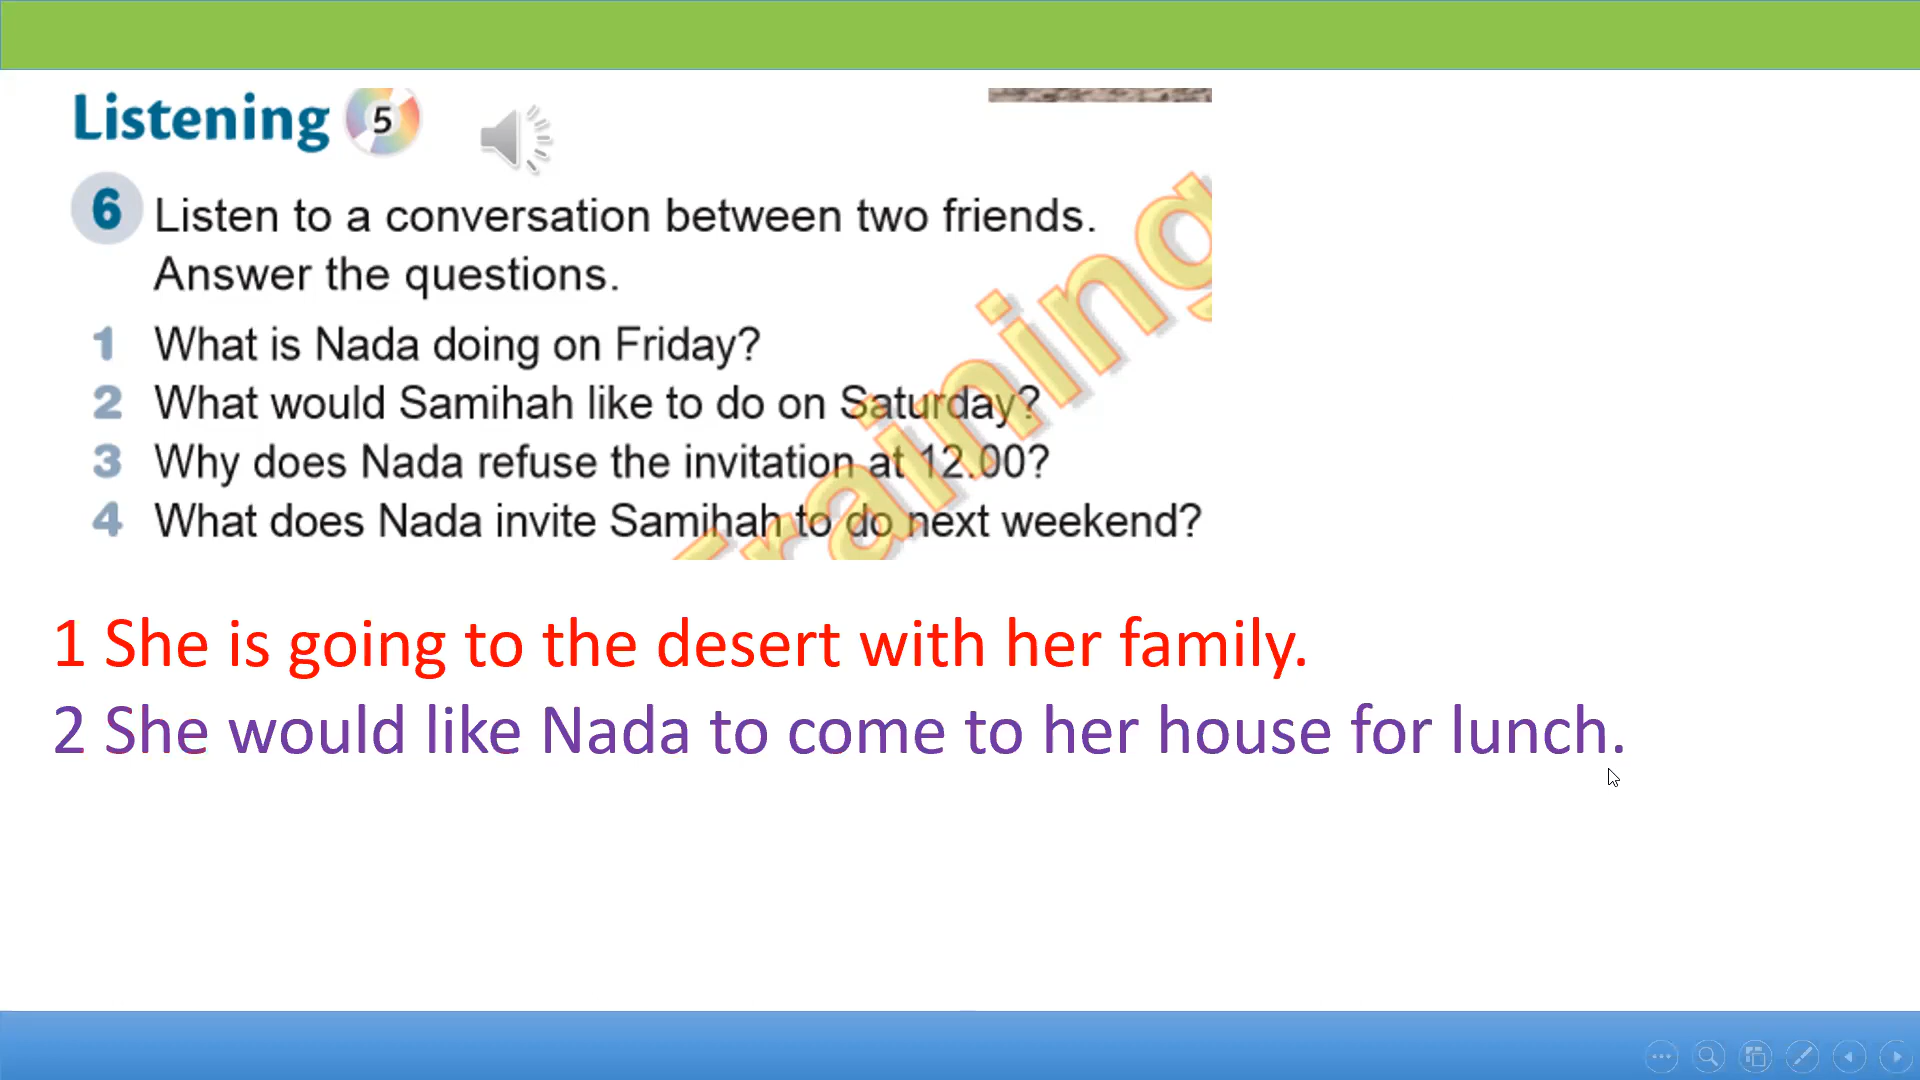 Listening 5
6 Listen to a conversation between two friends.
Answer the questions.
1 What is Nada doing on Friday?
2 What would Samihah like to do on Saturday?
3 Why does Nada refuse the invitation at 12.00?
4 What does Nada invite Samihah to do next weekend?
Training
1 She is going to the desert with her family.
2 She would like Nada to come to her house for lunch.